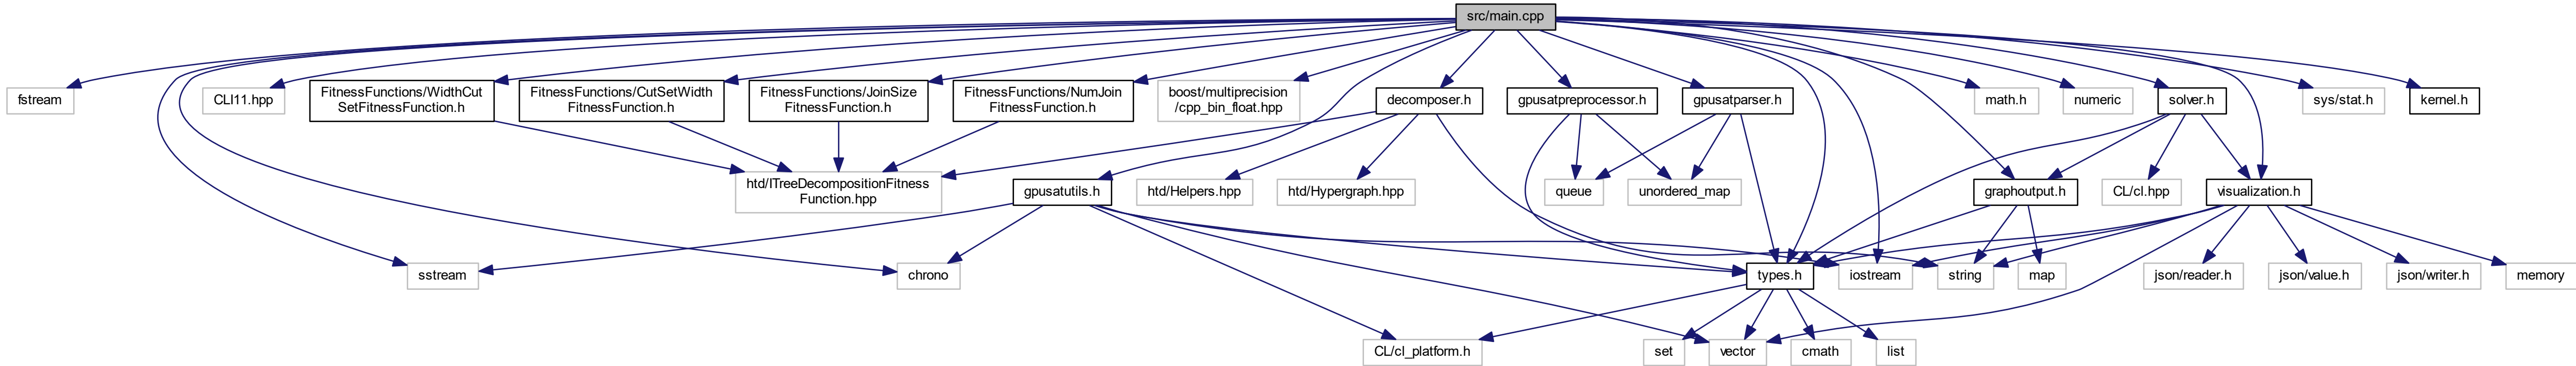 src/main.cpp
fstream
CLI11.hpp
FitnessFunctions/WidthCut
SetFitnessFunction.h
FitnessFunctions/CutSetWidth
FitnessFunction.h
FitnessFunctions/JoinSize
FitnessFunction.h
FitnessFunctions/NumJoin
FitnessFunction.h
boost/multiprecision
/cpp_bin_float.hpp
decomposer.h
gpusatpreprocessor.h
gpusatparser.h
math.h
numeric
solver.h
sys/stat.h
kernel.h
htd/ITreeDecompositionFitness
Function.hpp
gpusatutils.h
htd/Helpers.hpp
htd/Hypergraph.hpp
queue
unordered_map
graphoutput.h
CL/cl.hpp
visualization.h
sstream
chrono
types.h
iostream
string
map
json/reader.h
json/value.h
json/writer.h
memory
CL/cl_platform.h
set
vector
cmath
list